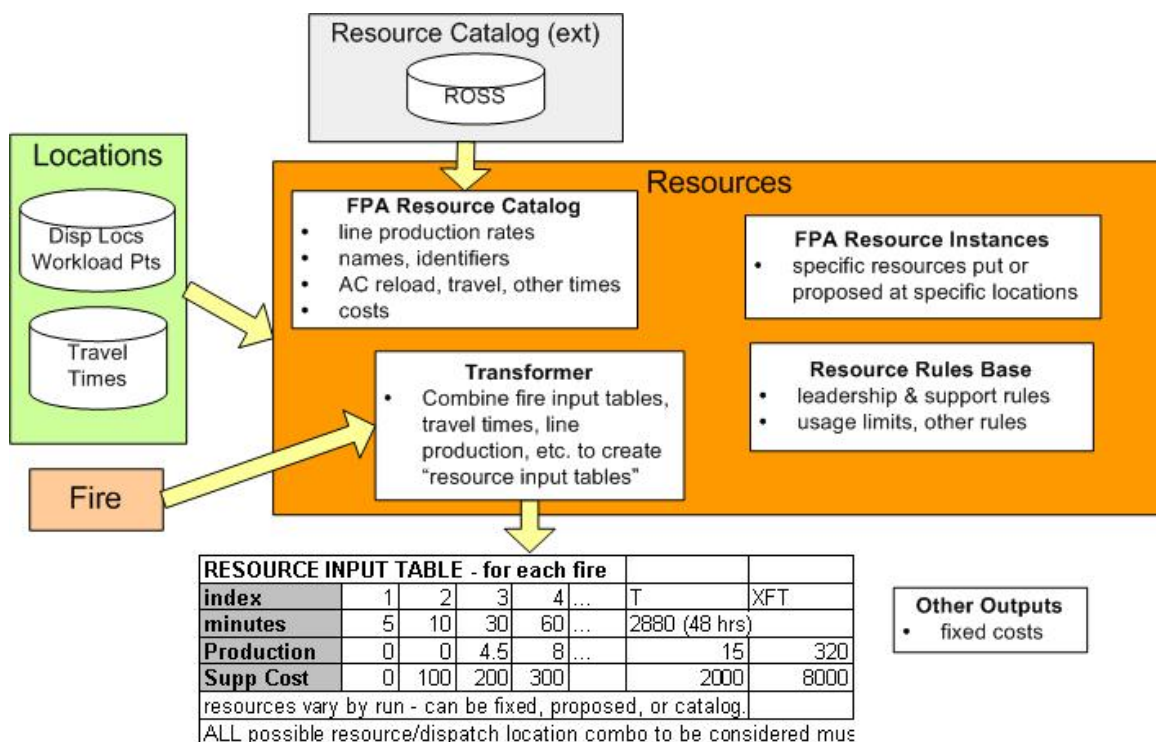 Resource Catalog (ext)
ROSS
Locations
Disp Locs
Workload Pts
Travel
Times
Fire
Resources
FPA Resource Catalog
• line production rates
• names, identifiers
• AC reload, travel, other times
• costs
FPA Resource Instances
• specific resources put or
proposed at specific locations
Transformer
• Combine fire input tables,
travel times, line
production, etc. to create
“resource input tables”
Resource Rules Base
• leadership & support rules
• usage limits, other rules
RESOURCE INPUT TABLE - for each fire
index 1 2 3 4 ... T XFT
minutes 5 10 30 60 ... 2880 (48 hrs)
Production 0 0 4.5 8 ... 15 320
Supp Cost 0 100 200 300 2000 8000
resources vary by run - can be fixed, proposed, or catalog.
ALL possible resource/dispatch location combo to be considered
Other Outputs
• fixed costs